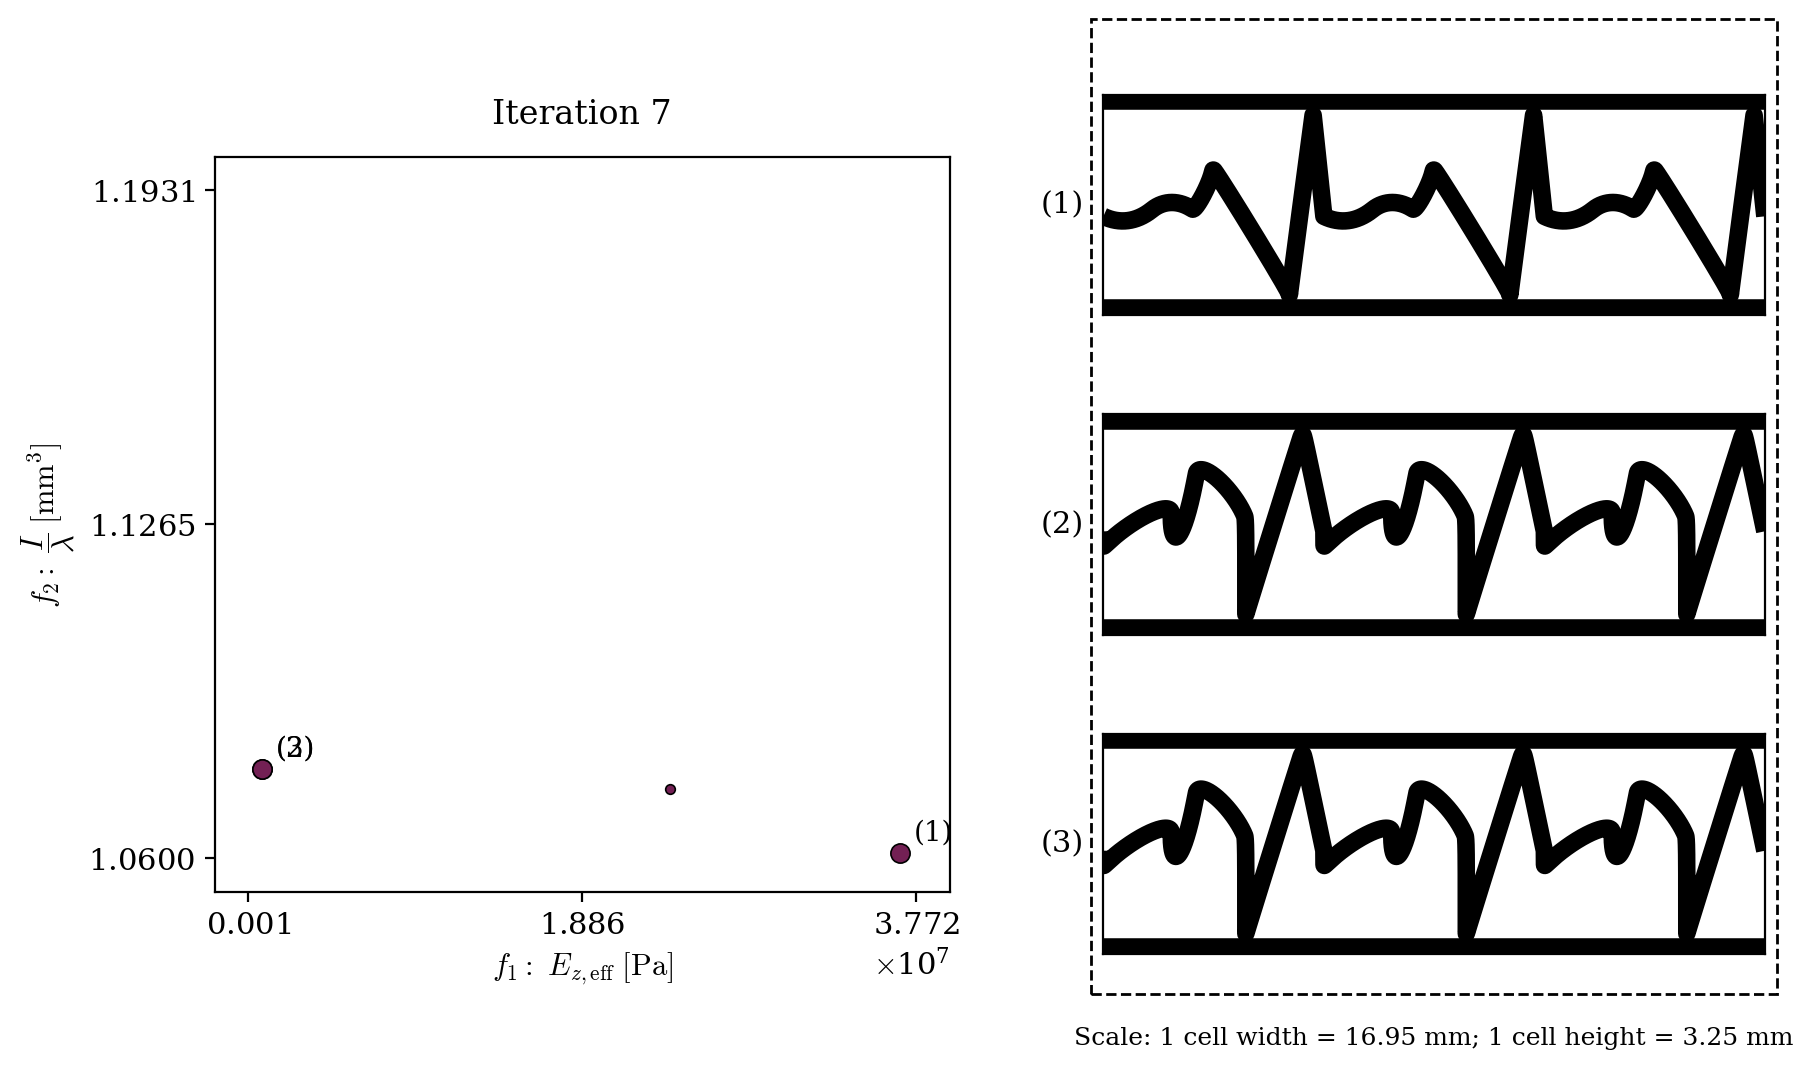 Iteration 7
1.1931
1.1265
1.0600
f₂ : I/λ [mm³]
(2)
(3)
(1)
0.001 1.886 3.772
×10⁷
f₁ : E_z,eff [Pa]
(1)
(2)
(3)
Scale: 1 cell width = 16.95 mm; 1 cell height = 3.25 mm